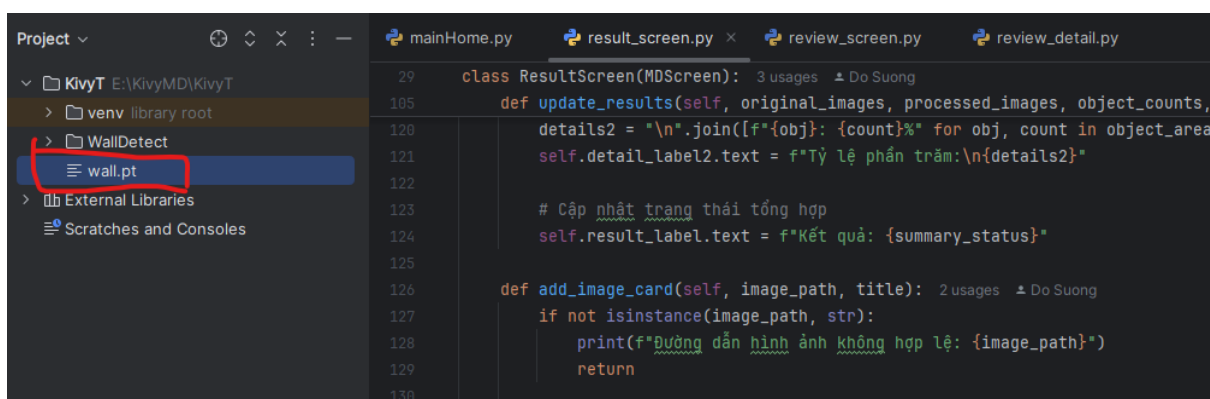 Project
mainHome.py
result_screen.py
review_screen.py
review_detail.py
KivyT E:\KivyMD\KivyT
venv library root
WallDetect
wall.pt
External Libraries
Scratches and Consoles
29 class ResultScreen(MDScreen): 3 usages Do Suong
105 def update_results(self, original_images, processed_images, object_counts,
120 details2 = "\n".join([f"{obj}: {count}%" for obj, count in object_area
121 self.detail_label2.text = f"Tỷ lệ phần trăm:\n{details2}"
122
123 # Cập nhật trạng thái tổng hợp
124 self.result_label.text = f"Kết quả: {summary_status}"
125
126 def add_image_card(self, image_path, title): 2 usages Do Suong
127 if not isinstance(image_path, str):
128 print(f"Đường dẫn hình ảnh không hợp lệ: {image_path}")
129 return
130